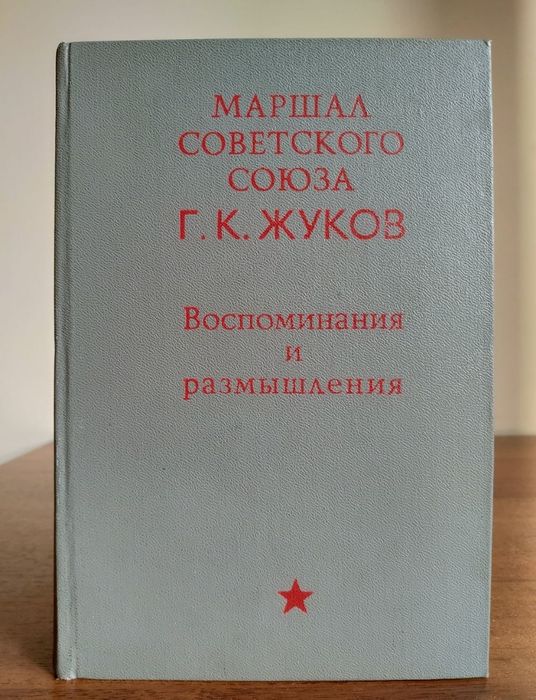 МАРШАЛ
СОВЕТСКОГО
СОЮЗА
Г. К. ЖУКОВ
Воспоминания
и
размышления